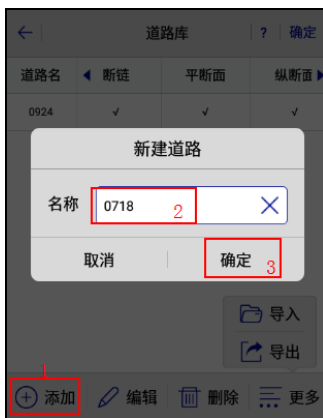 道路库 ? 确定
道路名 断链 平断面 纵断面
0924 √ √ √
新建道路
名称 0718 2
取消 确定 3
导入
导出
1
添加 编辑 删除 更多